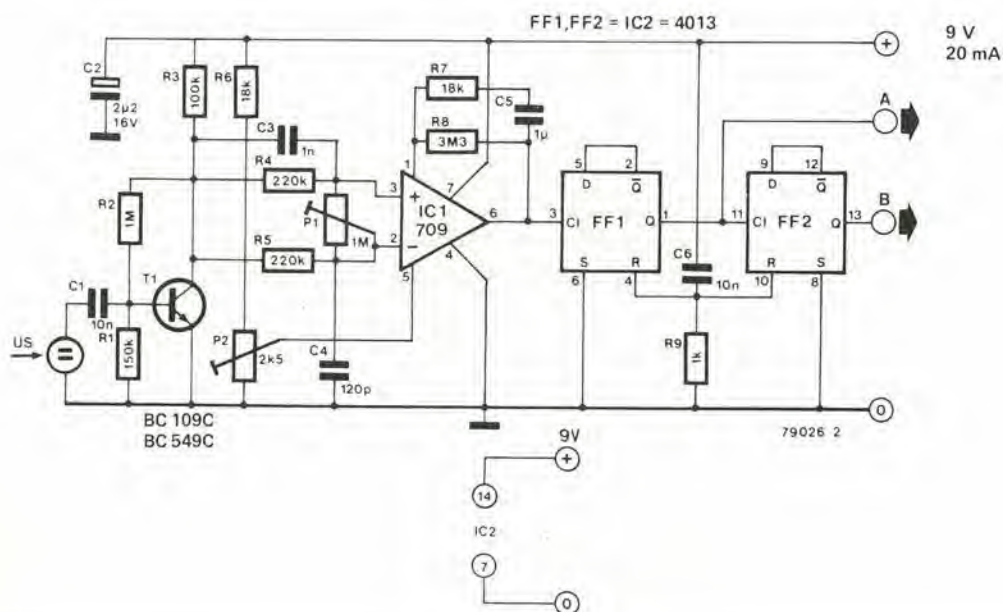 FF1,FF2 = IC2 = 4013
+
9 V
20 mA
C2
2µ2
16V
R3
100k
R6
18k
R7
18k
C5
1µ
R8
3M3
A
C3
1n
R4
220k
R2
1M
P1
1M
R5
220k
1
3
+
7
IC1
709
6
2
−
4
5
5
2
D
Q̅
3
Cl
FF1
Q
1
S
R
6
4
9
12
D
Q̅
11
Cl
FF2
Q
13
R
S
10
8
B
C6
10n
C1
10n
T1
US
R1
150k
P2
2k5
C4
120p
R9
1k
0
BC 109C
BC 549C
79026 2
9V
+
14
IC2
7
0